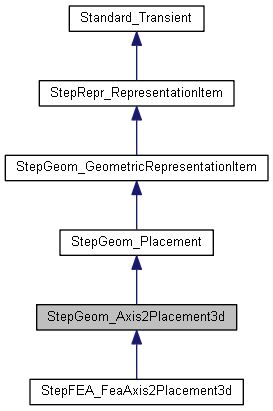 Standard_Transient
StepRepr_RepresentationItem
StepGeom_GeometricRepresentationItem
StepGeom_Placement
StepGeom_Axis2Placement3d
StepFEA_FeaAxis2Placement3d